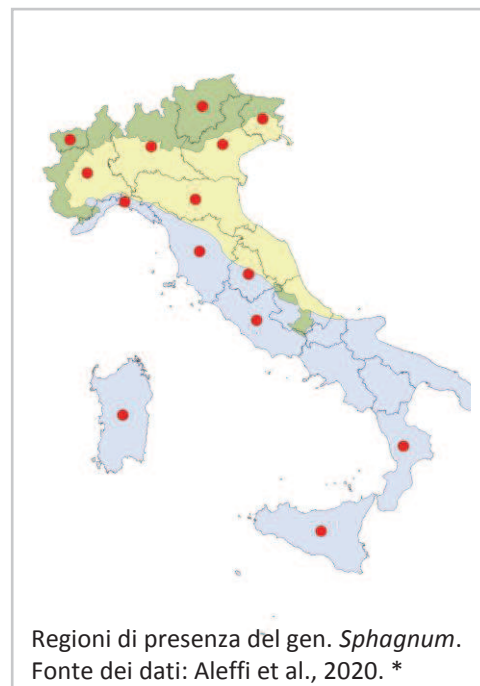 Regioni di presenza del gen. Sphagnum.
Fonte dei dati: Aleffi et al., 2020. *